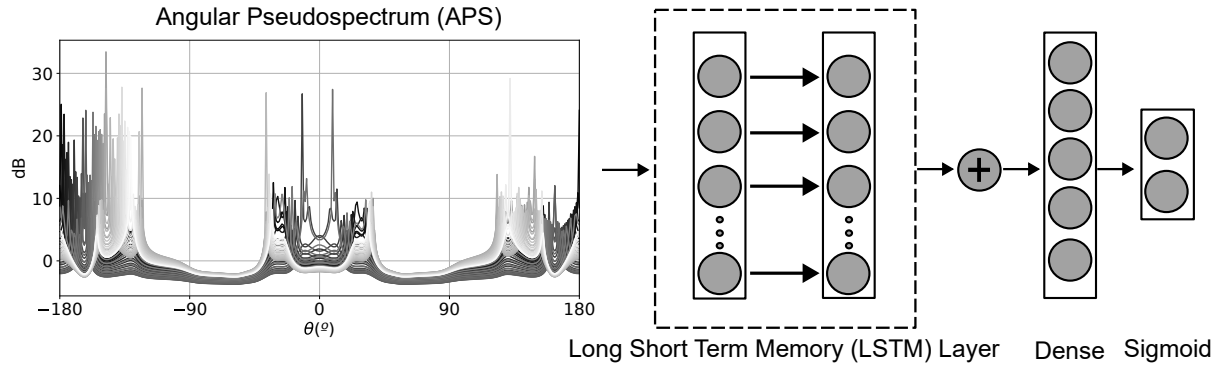 Angular Pseudospectrum (APS)
dB
30
20
10
0
−180
−90
0
90
180
θ(º)
+
Long Short Term Memory (LSTM) Layer
Dense
Sigmoid